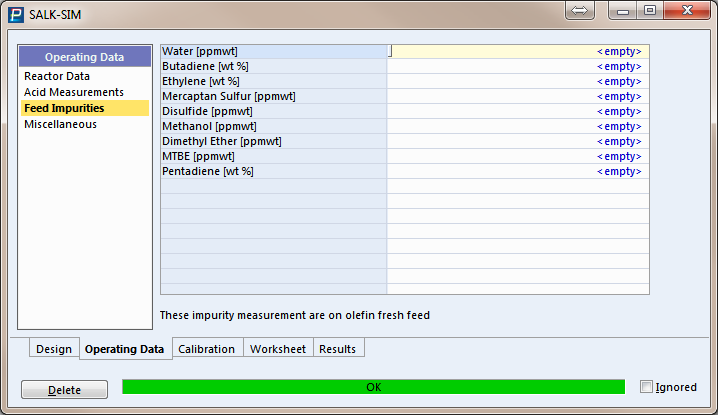 SALK-SIM
Operating Data
Reactor Data
Acid Measurements
Feed Impurities
Miscellaneous
Water [ppmwt] <empty>
Butadiene [wt %] <empty>
Ethylene [wt %] <empty>
Mercaptan Sulfur [ppmwt] <empty>
Disulfide [ppmwt] <empty>
Methanol [ppmwt] <empty>
Dimethyl Ether [ppmwt] <empty>
MTBE [ppmwt] <empty>
Pentadiene [wt %] <empty>
These impurity measurement are on olefin fresh feed
Design Operating Data Calibration Worksheet Results
Delete OK Ignored